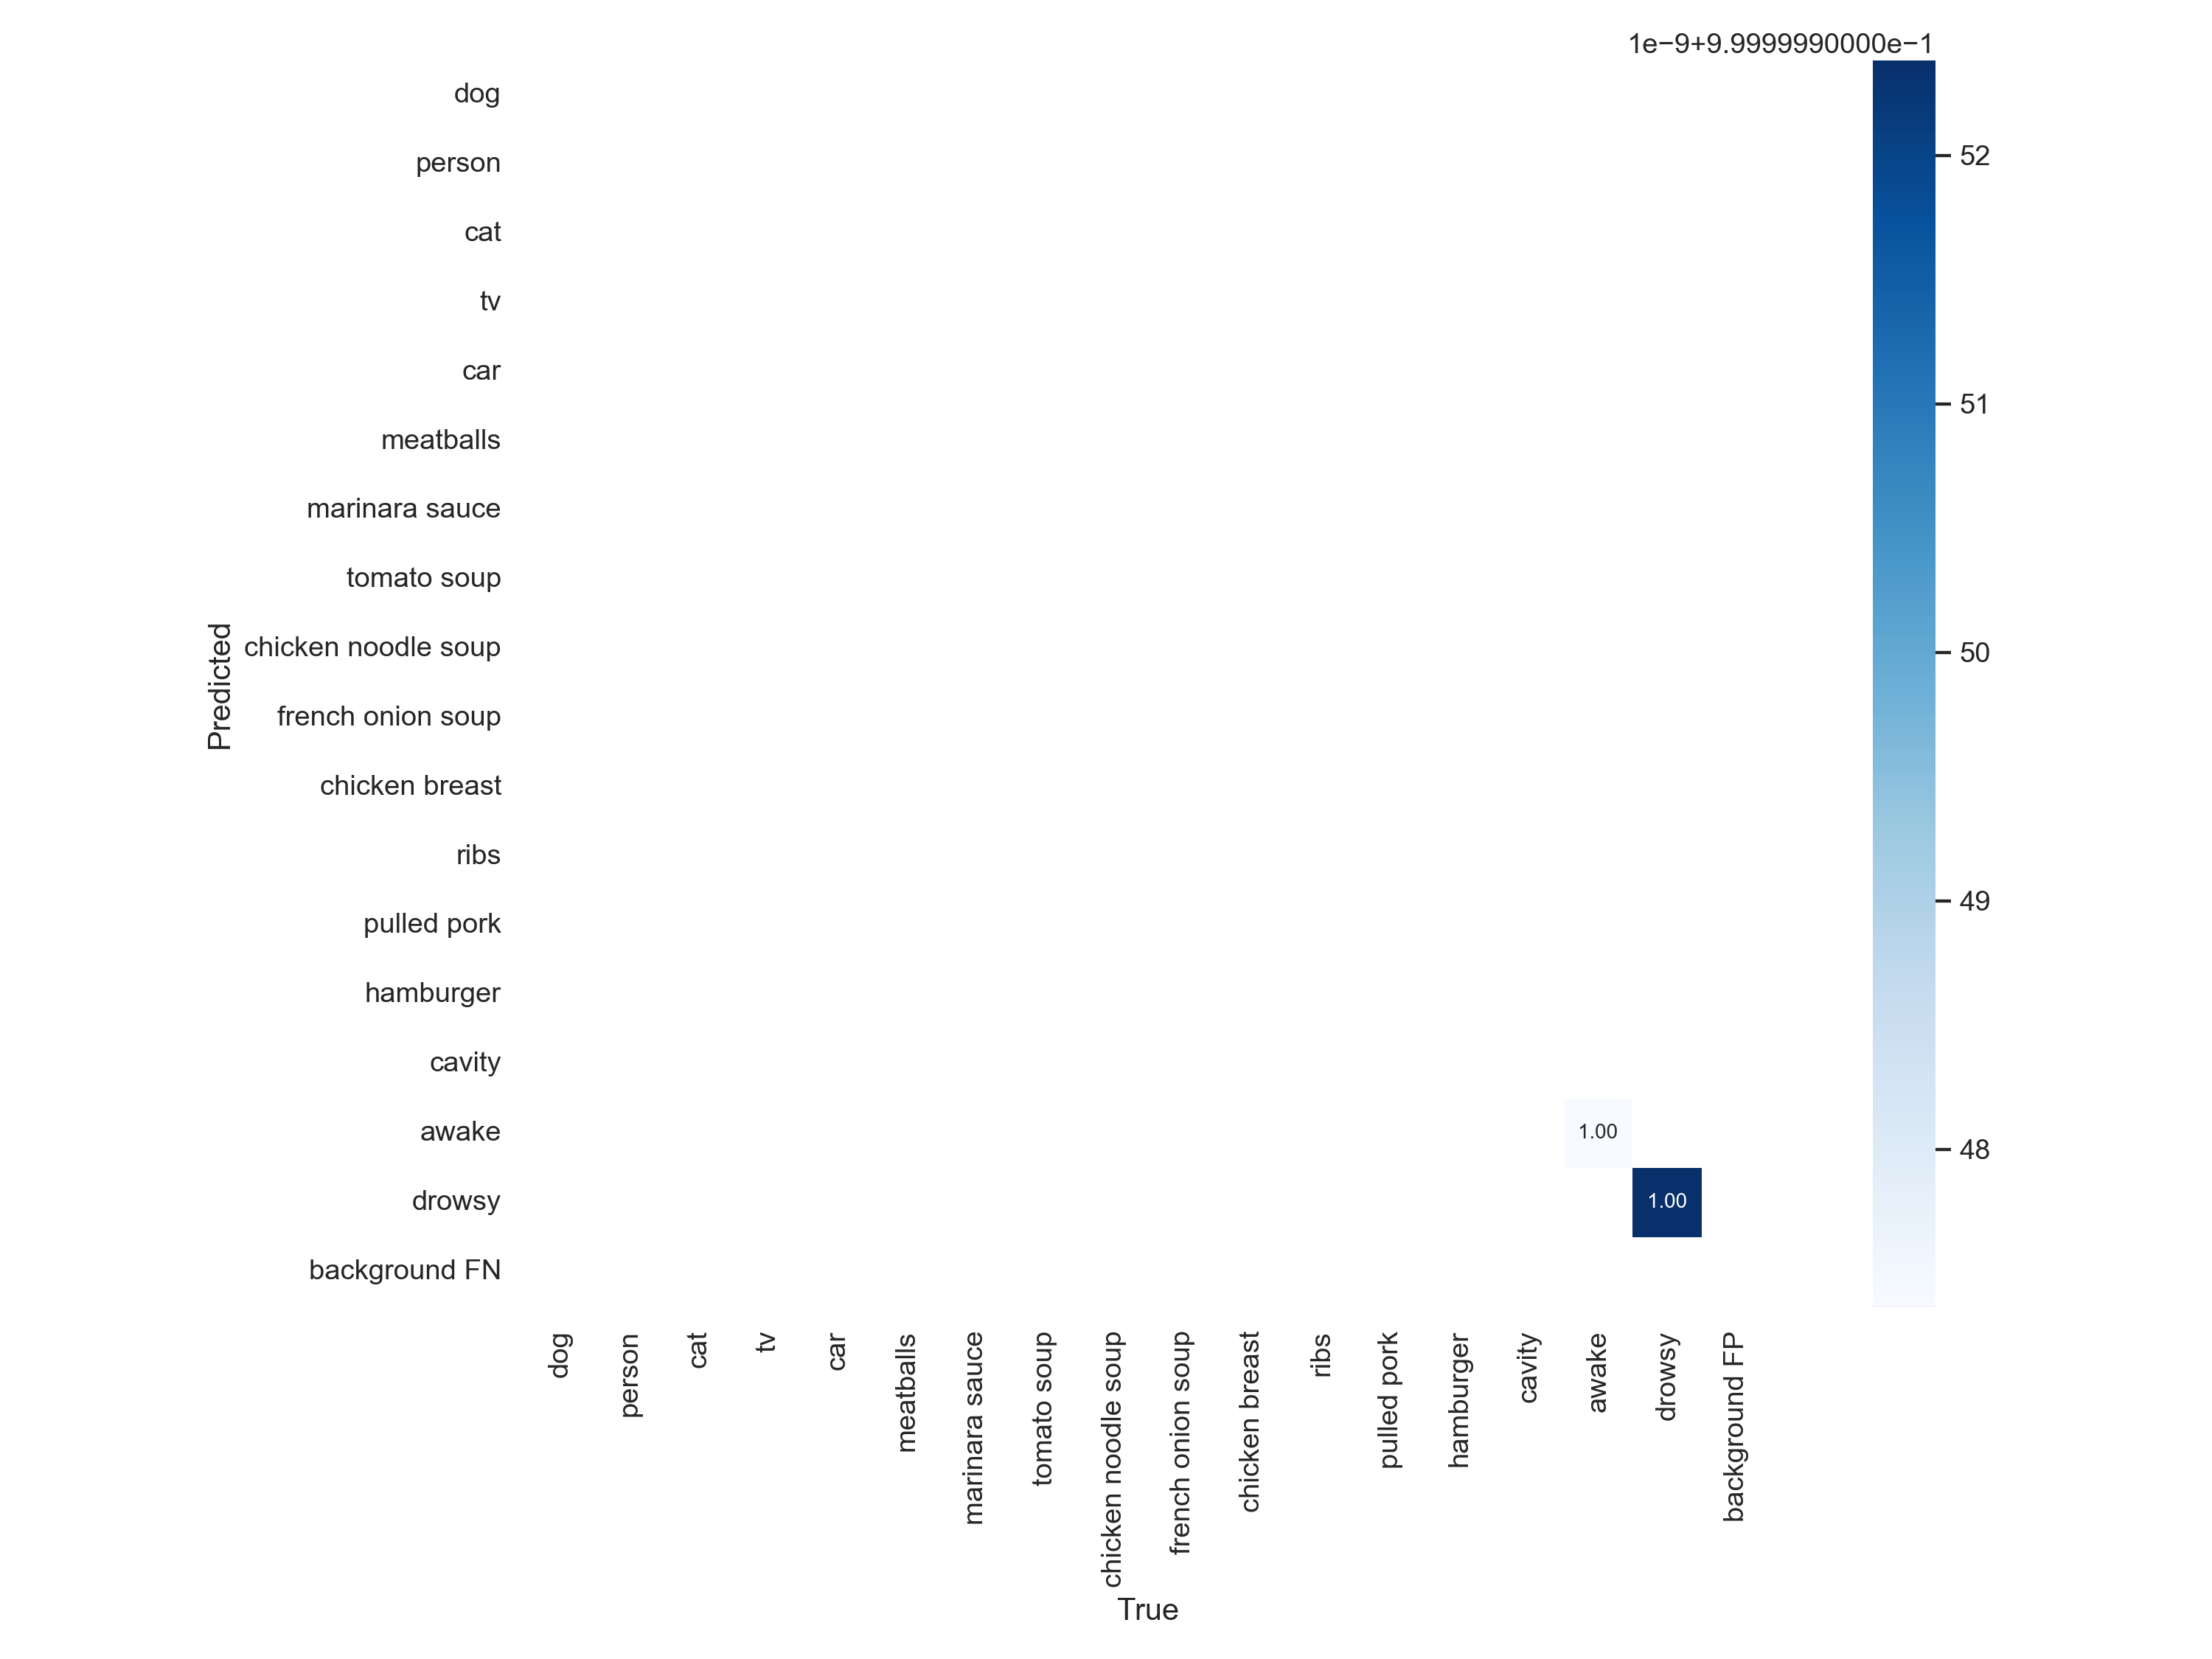 1e−9+9.9999990000e−1
dog
person
cat
tv
car
meatballs
marinara sauce
tomato soup
chicken noodle soup
french onion soup
chicken breast
ribs
pulled pork
hamburger
cavity
awake
drowsy
background FN
Predicted
1.00
1.00
52
51
50
49
48
dog
person
cat
tv
car
meatballs
marinara sauce
tomato soup
chicken noodle soup
french onion soup
chicken breast
ribs
pulled pork
hamburger
cavity
awake
drowsy
background FP
True